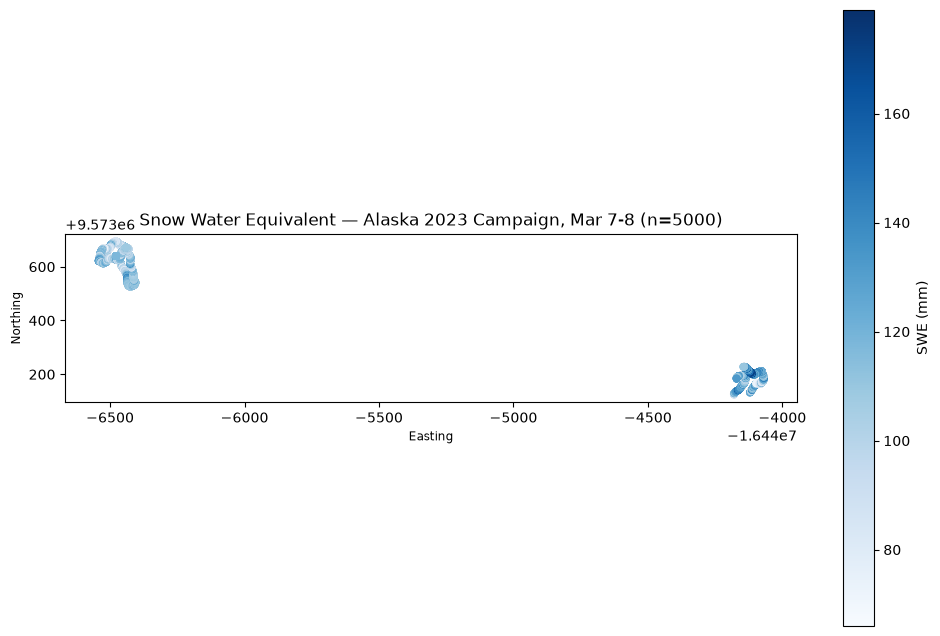 +9.573e6
Snow Water Equivalent — Alaska 2023 Campaign, Mar 7-8 (n=5000)
600
400
200
Northing
−6500 −6000 −5500 −5000 −4500 −4000
Easting
−1.644e7
160
140
120
100
80
SWE (mm)